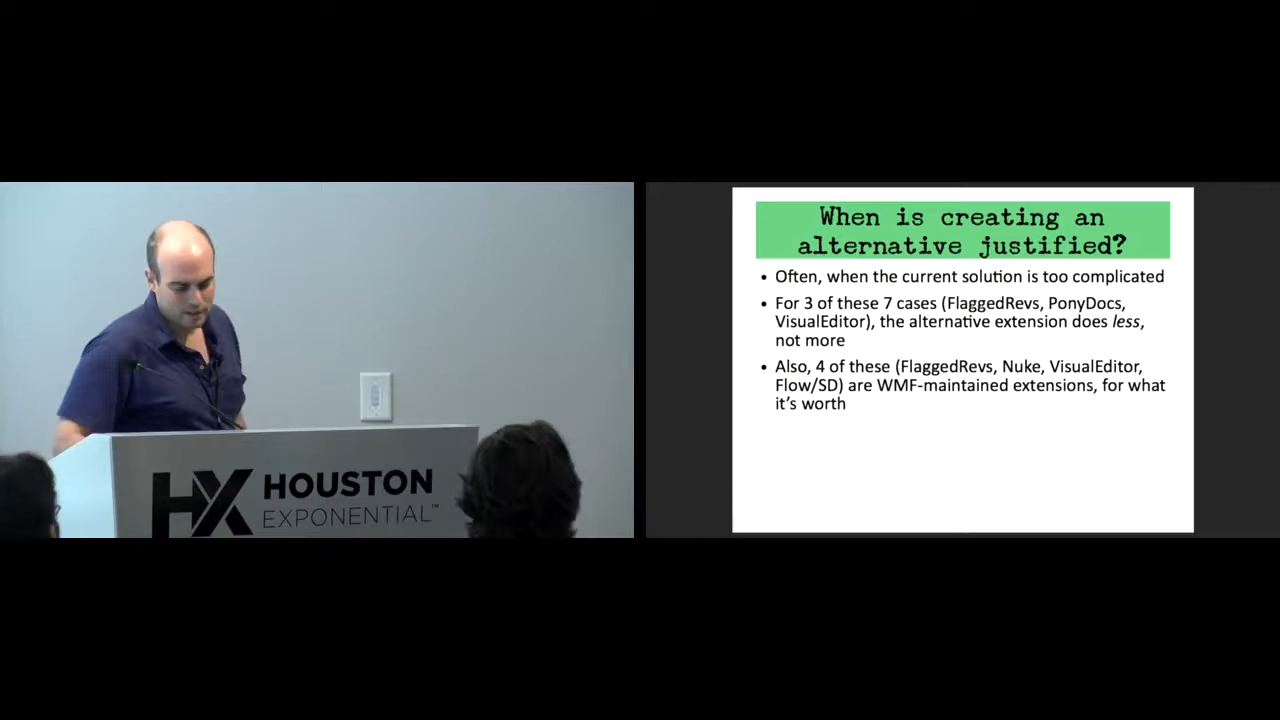 HX HOUSTON
EXPONENTIAL™
When is creating an
alternative justified?
• Often, when the current solution is too complicated
• For 3 of these 7 cases (FlaggedRevs, PonyDocs,
VisualEditor), the alternative extension does less,
not more
• Also, 4 of these (FlaggedRevs, Nuke, VisualEditor,
Flow/SD) are WMF-maintained extensions, for what
it's worth